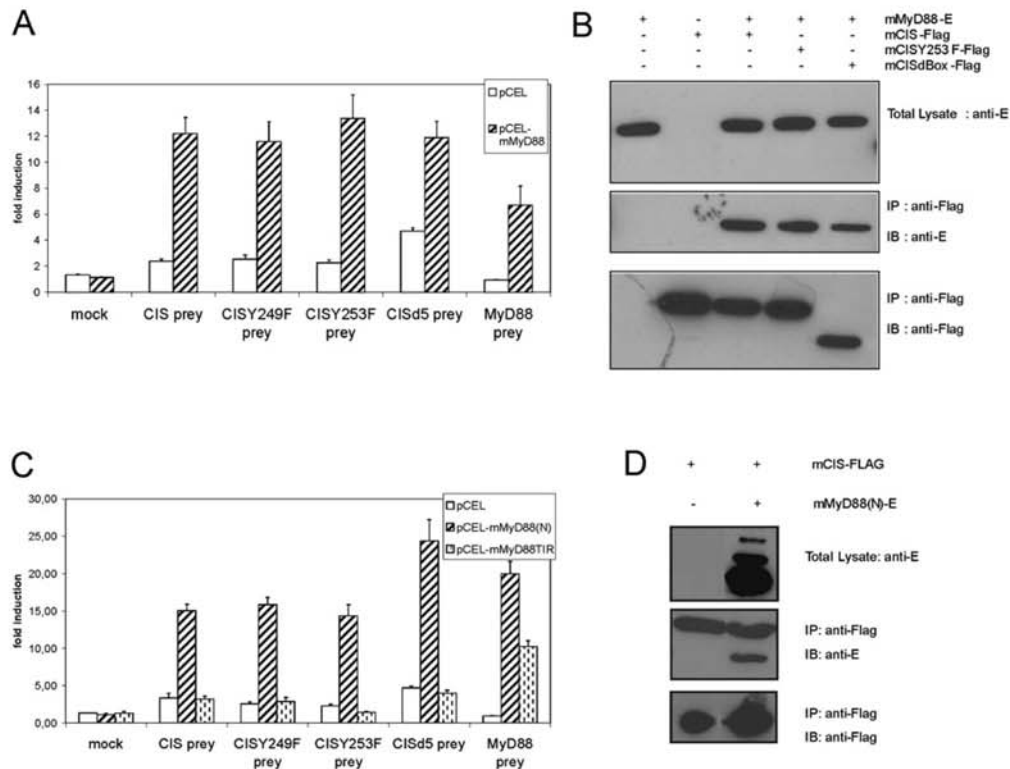 A
16
14
12
10
8
6
4
2
0
fold induction
pCEL
pCEL-
mMyD88
mock
CIS prey
CISY249F
prey
CISY253F
prey
CISd5 prey
MyD88
prey
B
+ - + + + mMyD88-E
- + + - - mCIS-Flag
- - - + - mCISY253 F-Flag
- - - - + mCISdBox-Flag
Total Lysate : anti-E
IP : anti-Flag
IB : anti-E
IP : anti-Flag
IB : anti-Flag
C
30,00
25,00
20,00
15,00
10,00
5,00
0,00
fold induction
pCEL
pCEL-mMyD88(N)
pCEL-mMyD88TIR
mock
CIS prey
CISY249F
prey
CISY253F
prey
CISd5 prey
MyD88
prey
D
+ + mCIS-FLAG
- + mMyD88(N)-E
Total Lysate: anti-E
IP: anti-Flag
IB: anti-E
IP: anti-Flag
IB: anti-Flag